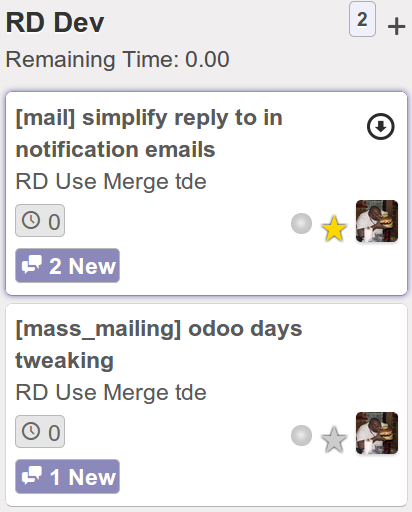 RD Dev 2 +
Remaining Time: 0.00
[mail] simplify reply to in
notification emails
RD Use Merge tde
0
2 New
[mass_mailing] odoo days
tweaking
RD Use Merge tde
0
1 New